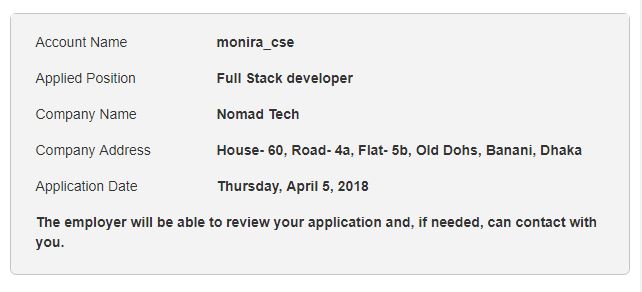 Account Name monira_cse
Applied Position Full Stack developer
Company Name Nomad Tech
Company Address House- 60, Road- 4a, Flat- 5b, Old Dohs, Banani, Dhaka
Application Date Thursday, April 5, 2018
The employer will be able to review your application and, if needed, can contact with
you.